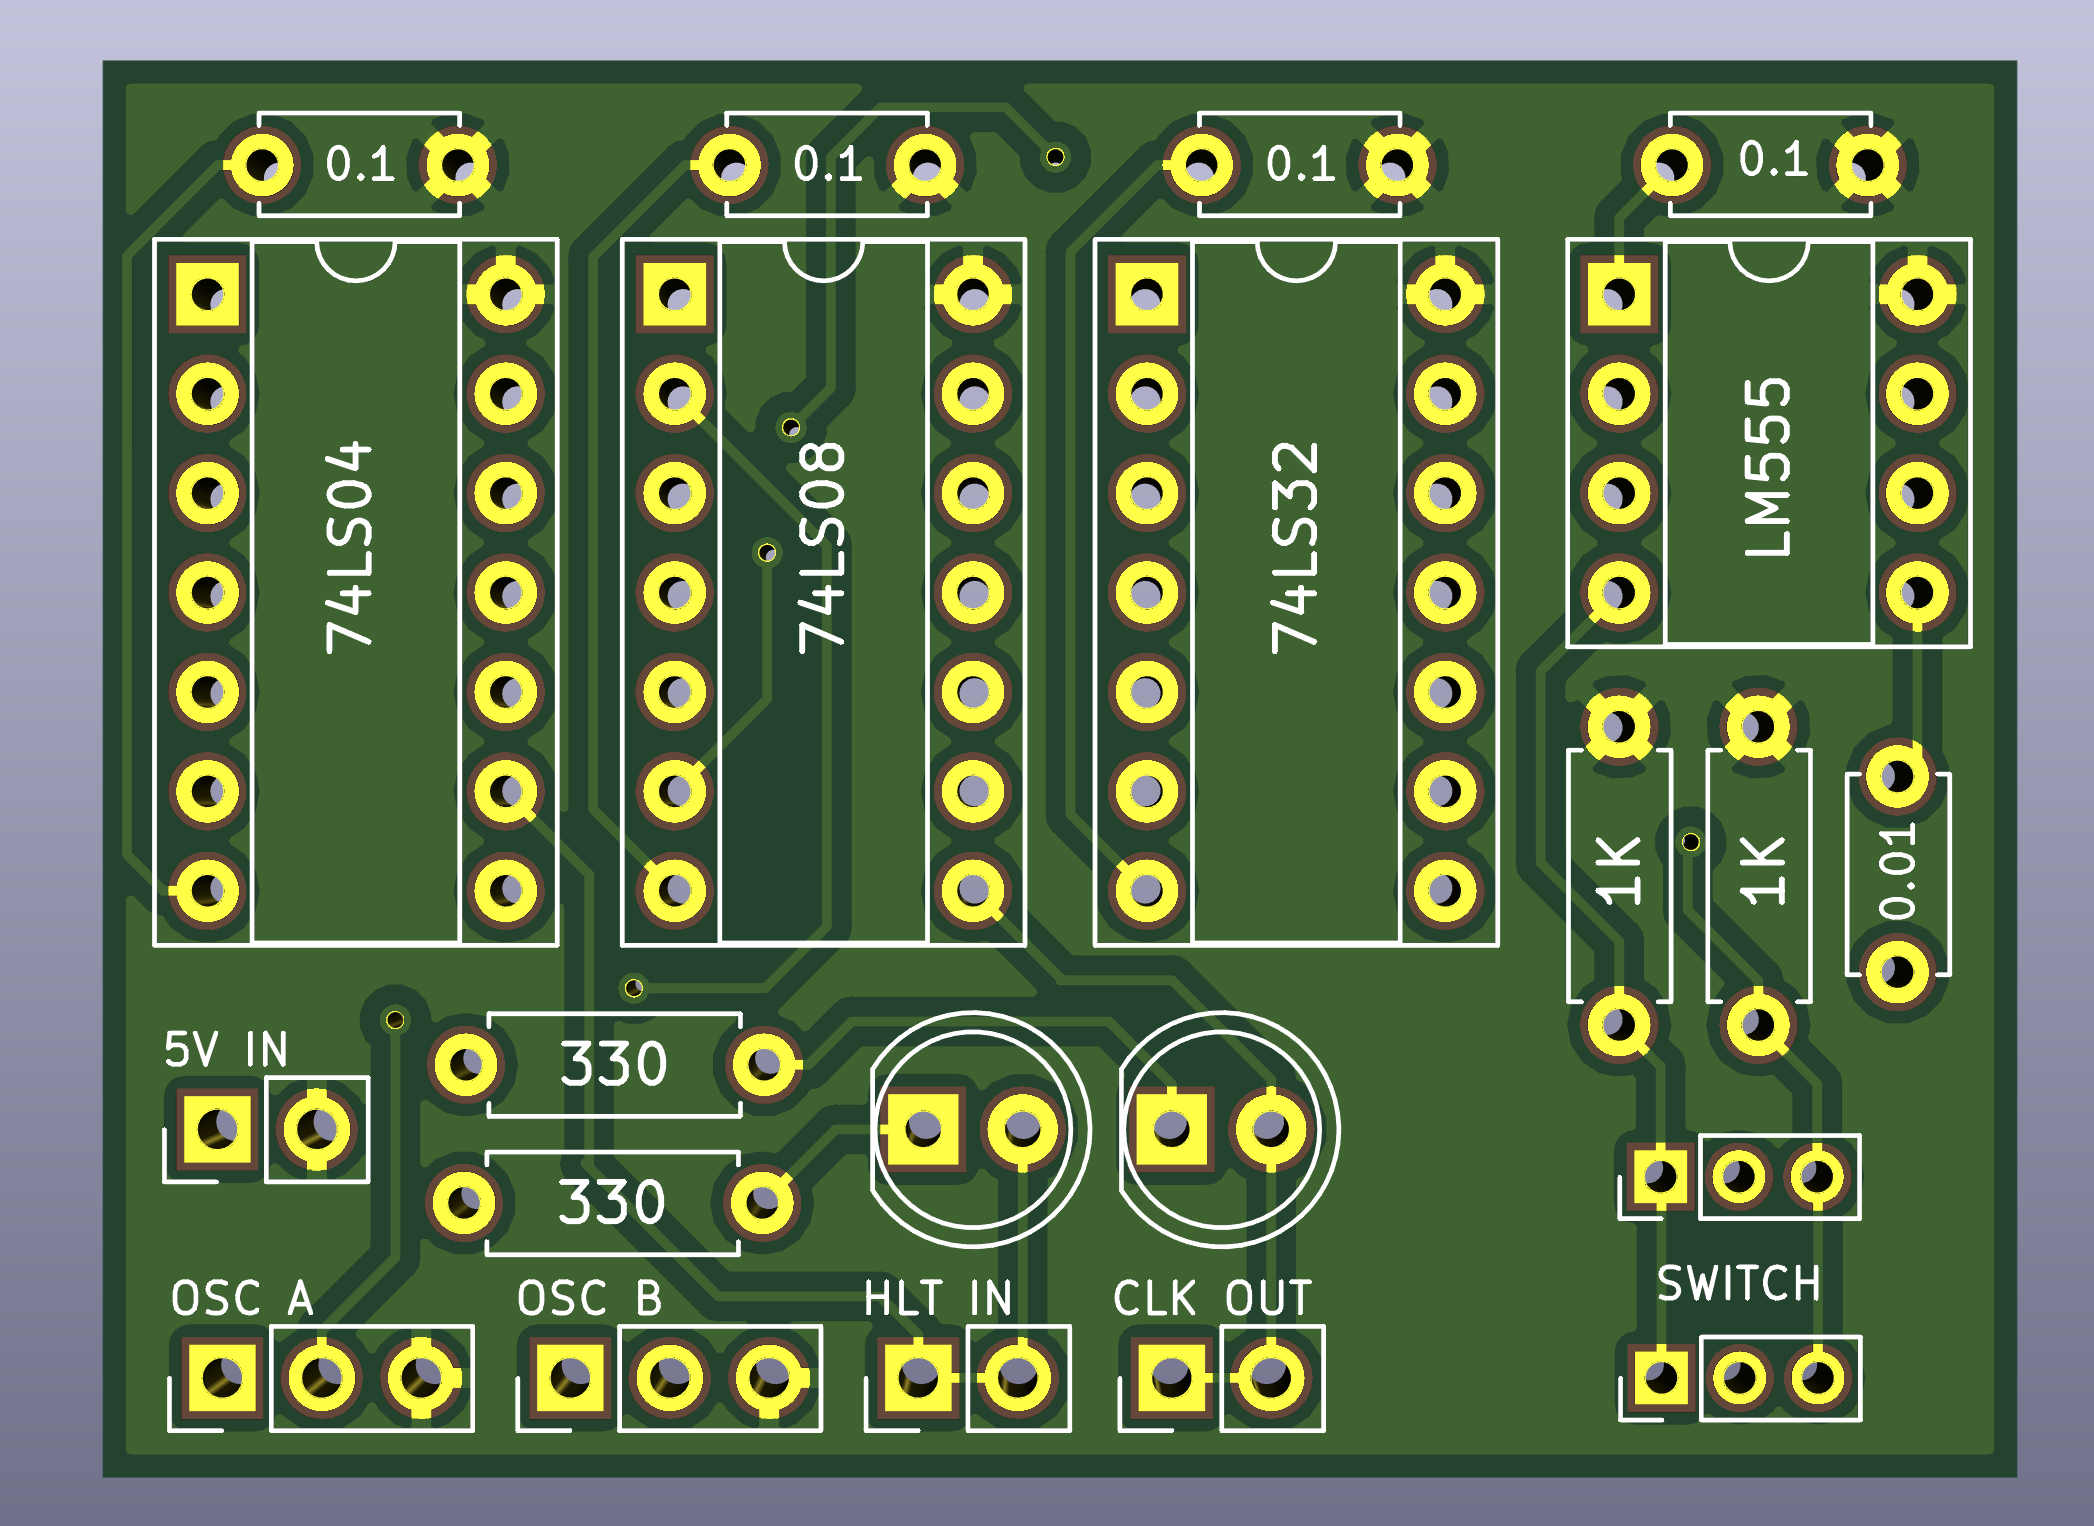 0.1
0.1
0.1
0.1
74LS04
74LS08
74LS32
LM555
1K
1K
0.01
5V IN
330
330
OSC A
OSC B
HLT IN
CLK OUT
SWITCH